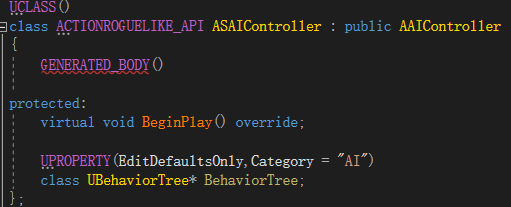 UCLASS()
class ACTIONROGUELIKE_API ASAIController : public AAIController
{
GENERATED_BODY()
protected:
virtual void BeginPlay() override;
UPROPERTY(EditDefaultsOnly,Category = "AI")
class UBehaviorTree* BehaviorTree;
};